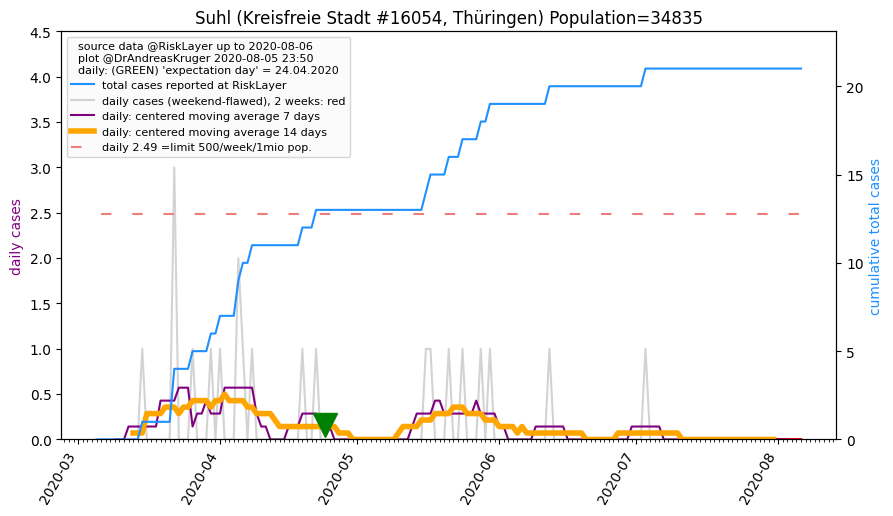 Suhl (Kreisfreie Stadt #16054, Thüringen) Population=34835
source data @RiskLayer up to 2020-08-06
plot @DrAndreasKruger 2020-08-05 23:50
daily: (GREEN) 'expectation day' = 24.04.2020
total cases reported at RiskLayer
daily cases (weekend-flawed), 2 weeks: red
daily: centered moving average 7 days
daily: centered moving average 14 days
daily 2.49 =limit 500/week/1mio pop.
daily cases
4.5
4.0
3.5
3.0
2.5
2.0
1.5
1.0
0.5
0.0
20
15
10
5
0
cumulative total cases
2020-03
2020-04
2020-05
2020-06
2020-07
2020-08